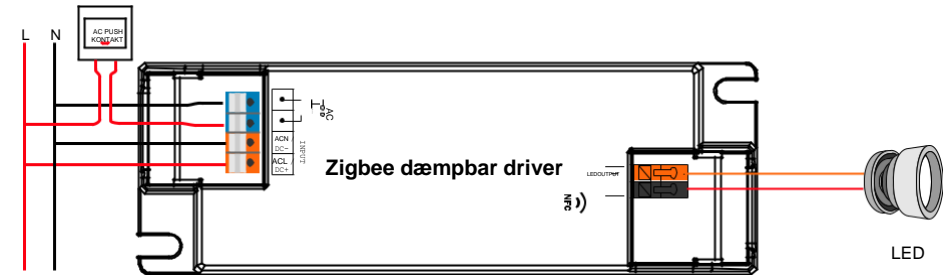 L
N
AC PUSH
KONTAKT
AC
ACN
DC-
ACL /
DC+
INPUT
Zigbee dæmpbar driver
LEDOUTPUT
NFC
LED